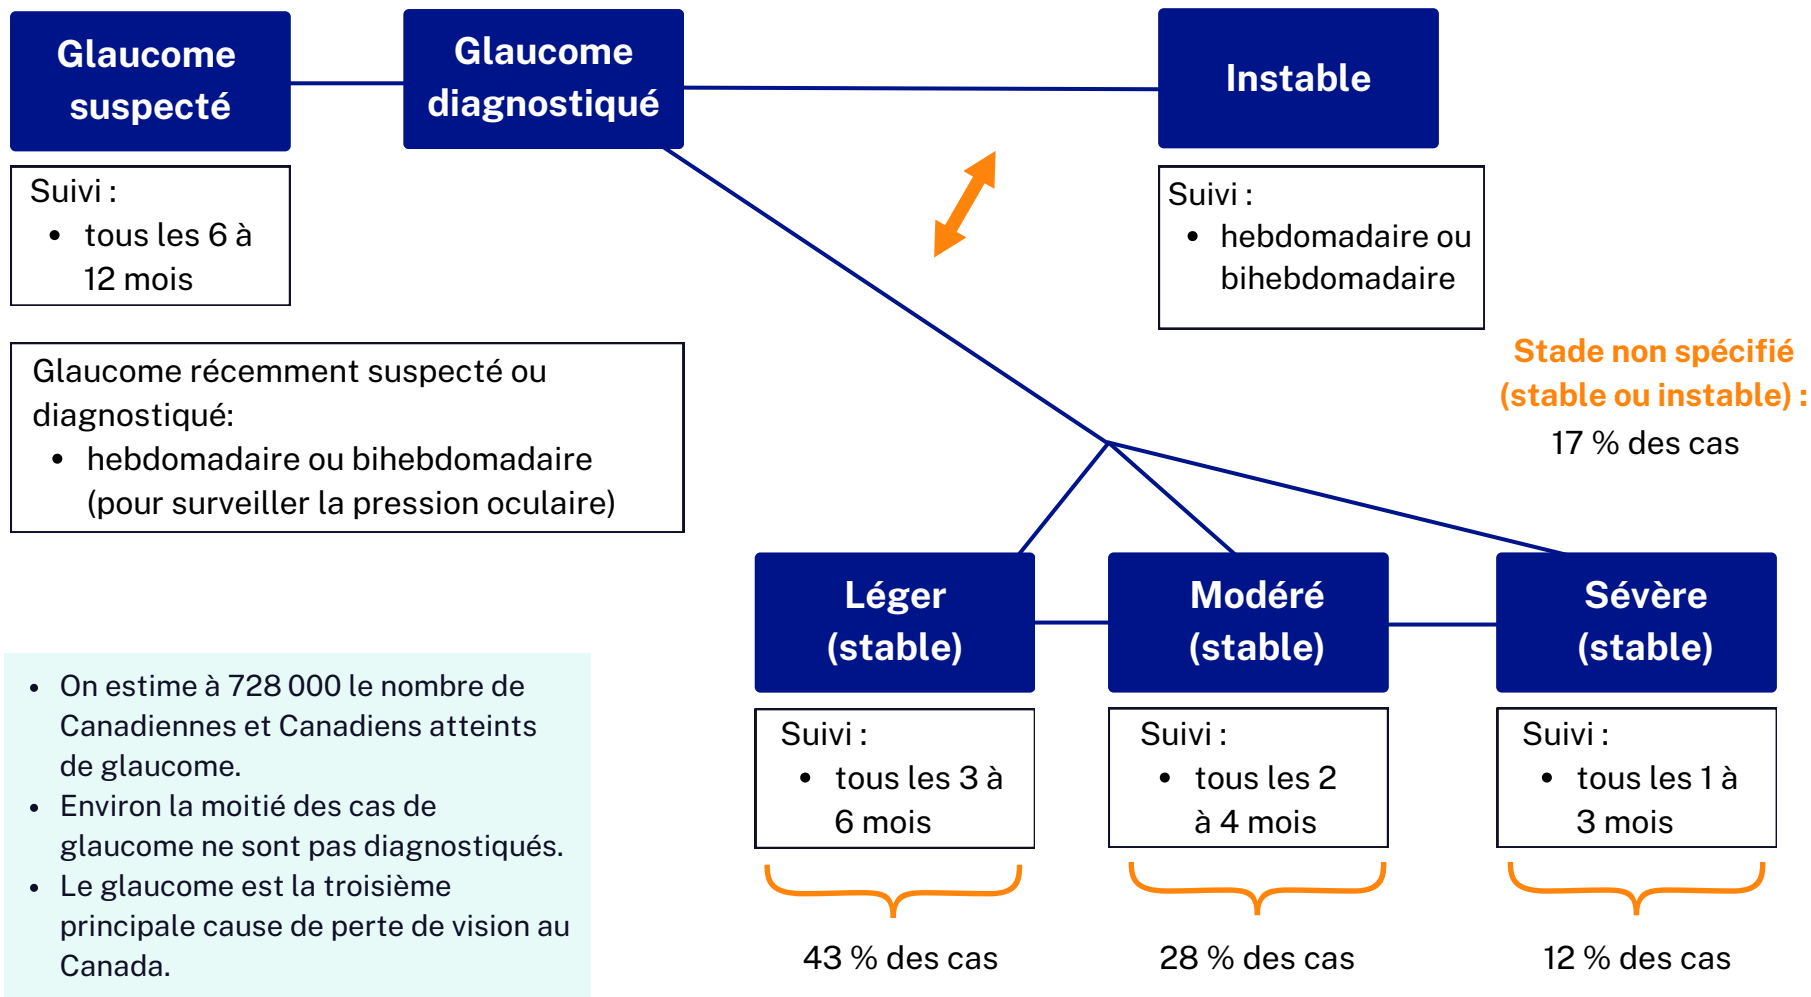 Glaucome
suspecté
Glaucome
diagnostiqué
Instable
Suivi :
• tous les 6 à
12 mois
Suivi :
• hebdomadaire ou
bihebdomadaire
Glaucome récemment suspecté ou
diagnostiqué:
• hebdomadaire ou bihebdomadaire
(pour surveiller la pression oculaire)
Stade non spécifié
(stable ou instable) :
17 % des cas
Léger
(stable)
Modéré
(stable)
Sévère
(stable)
Suivi :
• tous les 3 à
6 mois
Suivi :
• tous les 2
à 4 mois
Suivi :
• tous les 1 à
3 mois
43 % des cas
28 % des cas
12 % des cas
• On estime à 728 000 le nombre de
Canadiennes et Canadiens atteints
de glaucome.
• Environ la moitié des cas de
glaucome ne sont pas diagnostiqués.
• Le glaucome est la troisième
principale cause de perte de vision au
Canada.